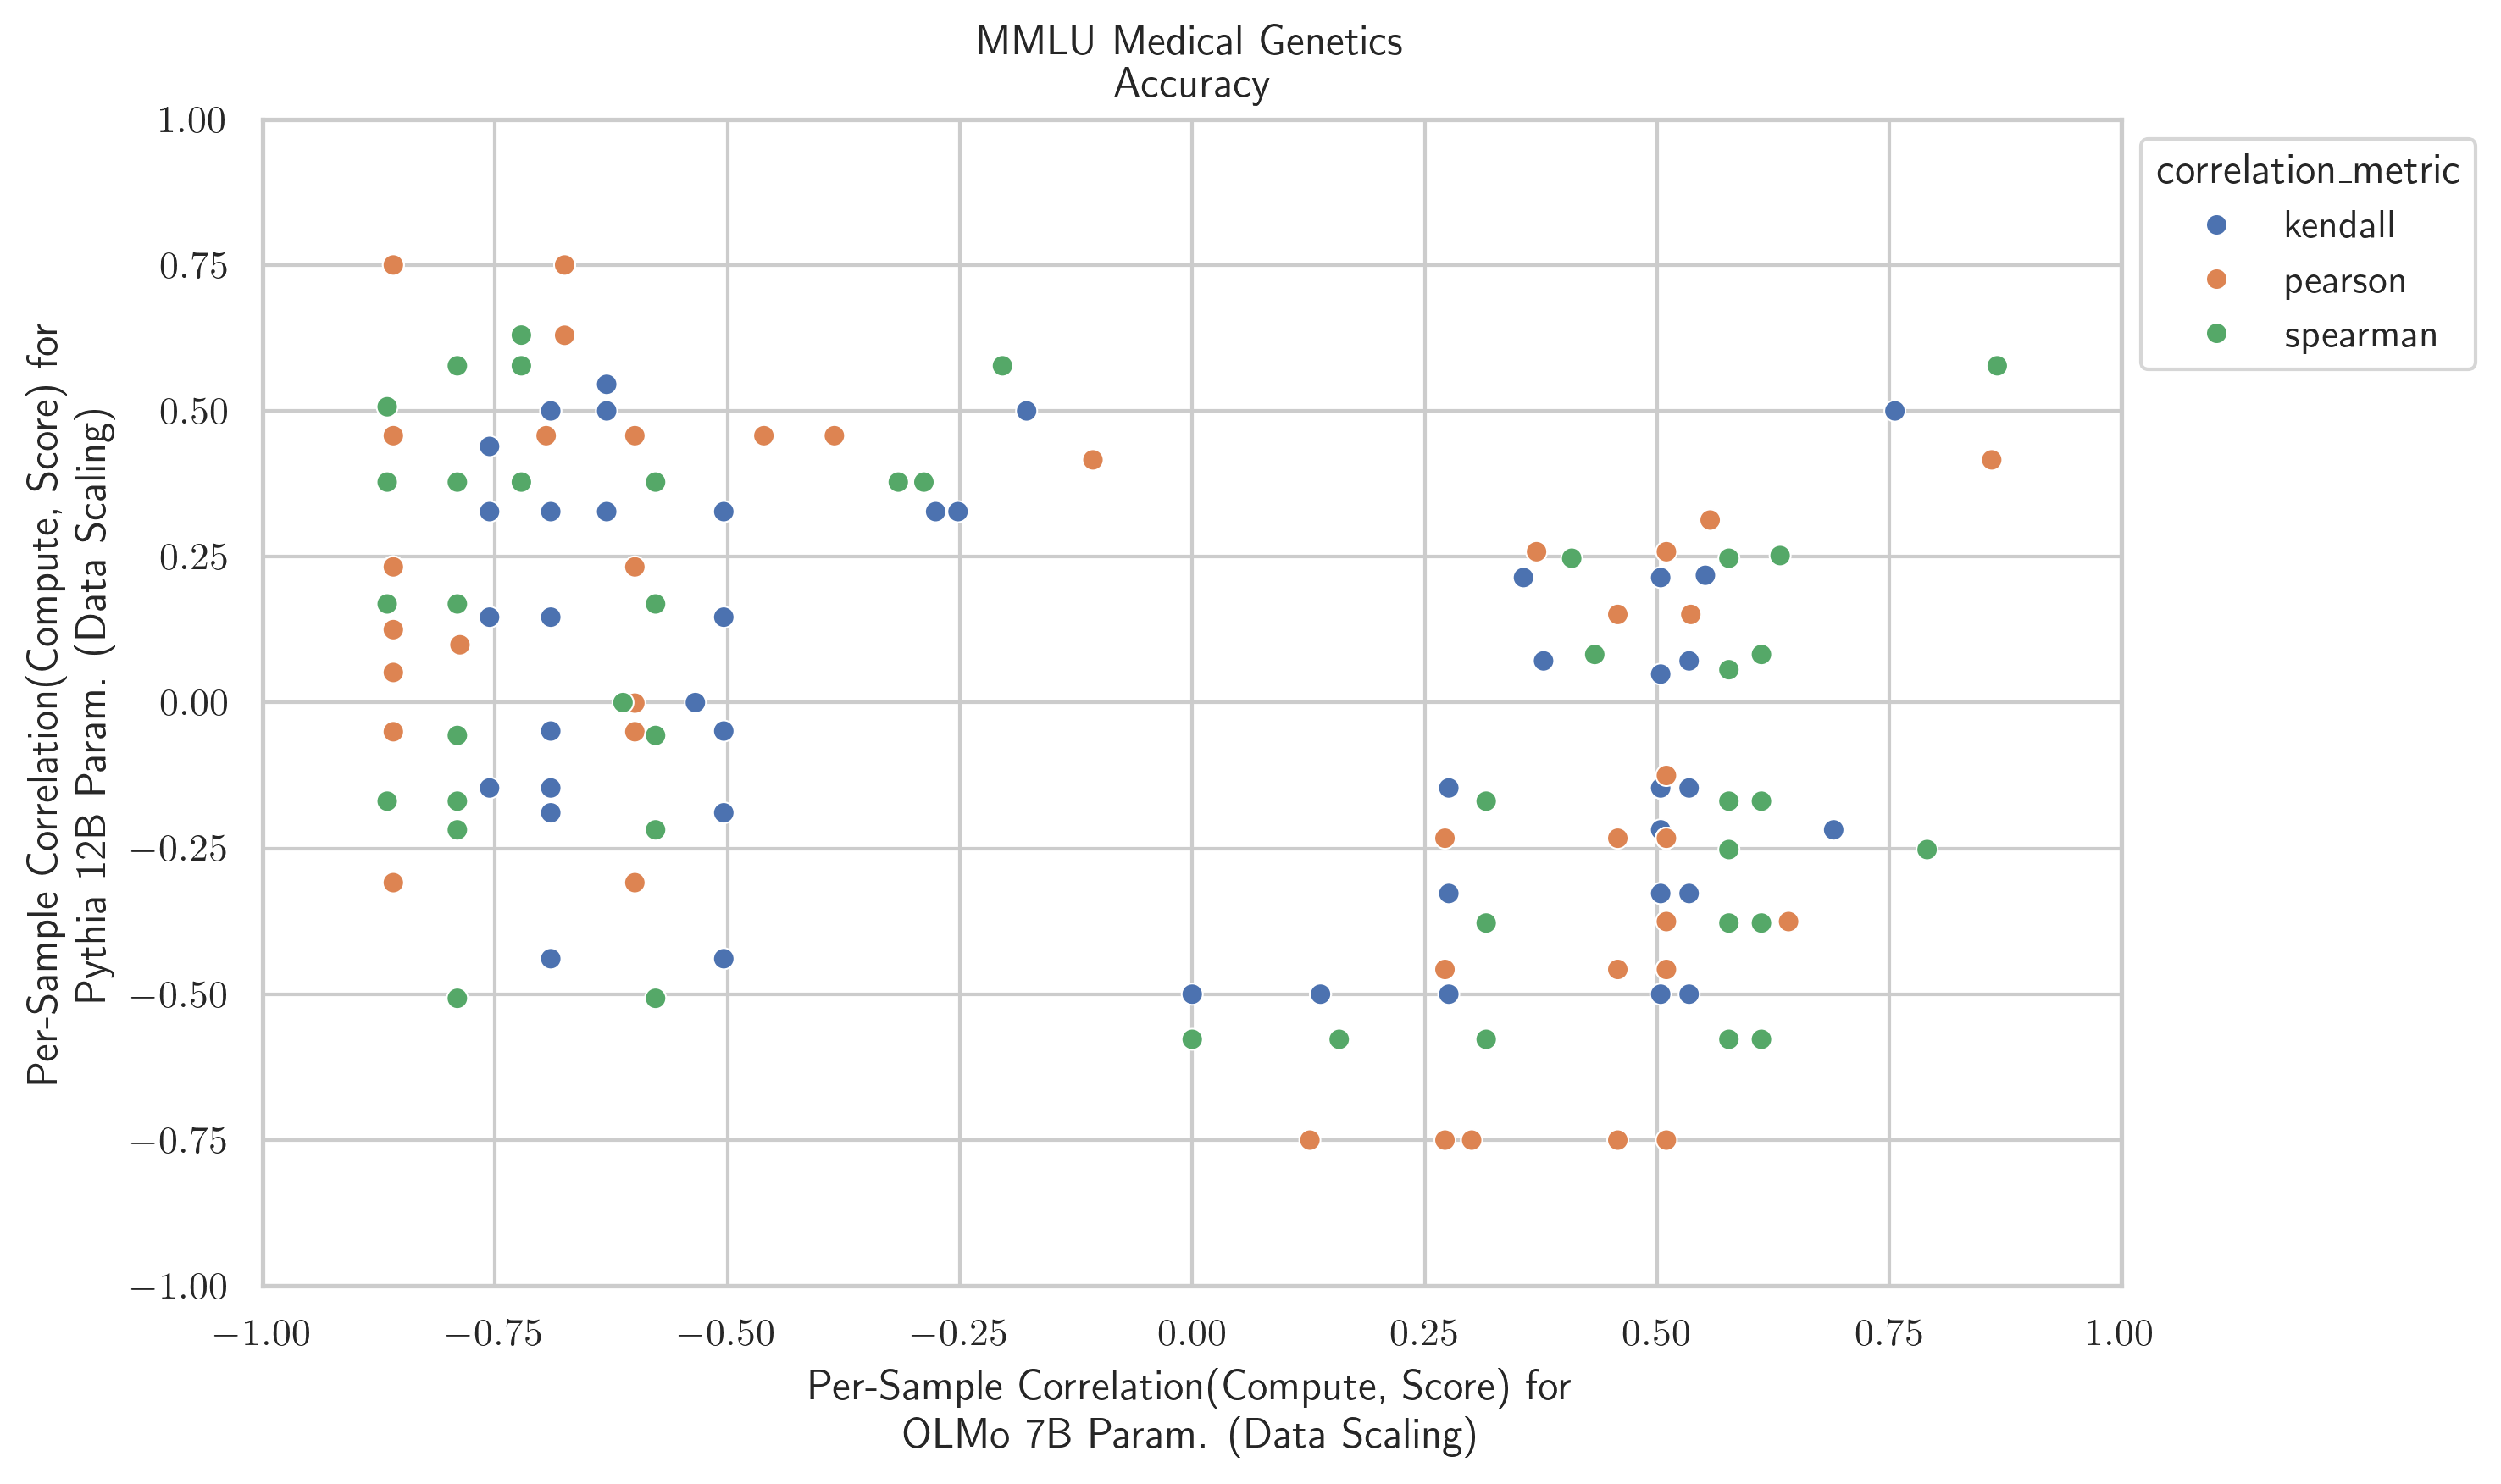 MMLU Medical Genetics
Accuracy
1.00
0.75
0.50
0.25
0.00
−0.25
−0.50
−0.75
−1.00
Per-Sample Correlation(Compute, Score) for
Pythia 12B Param. (Data Scaling)
correlation_metric
kendall
pearson
spearman
−1.00 −0.75 −0.50 −0.25 0.00 0.25 0.50 0.75 1.00
Per-Sample Correlation(Compute, Score) for
OLMo 7B Param. (Data Scaling)